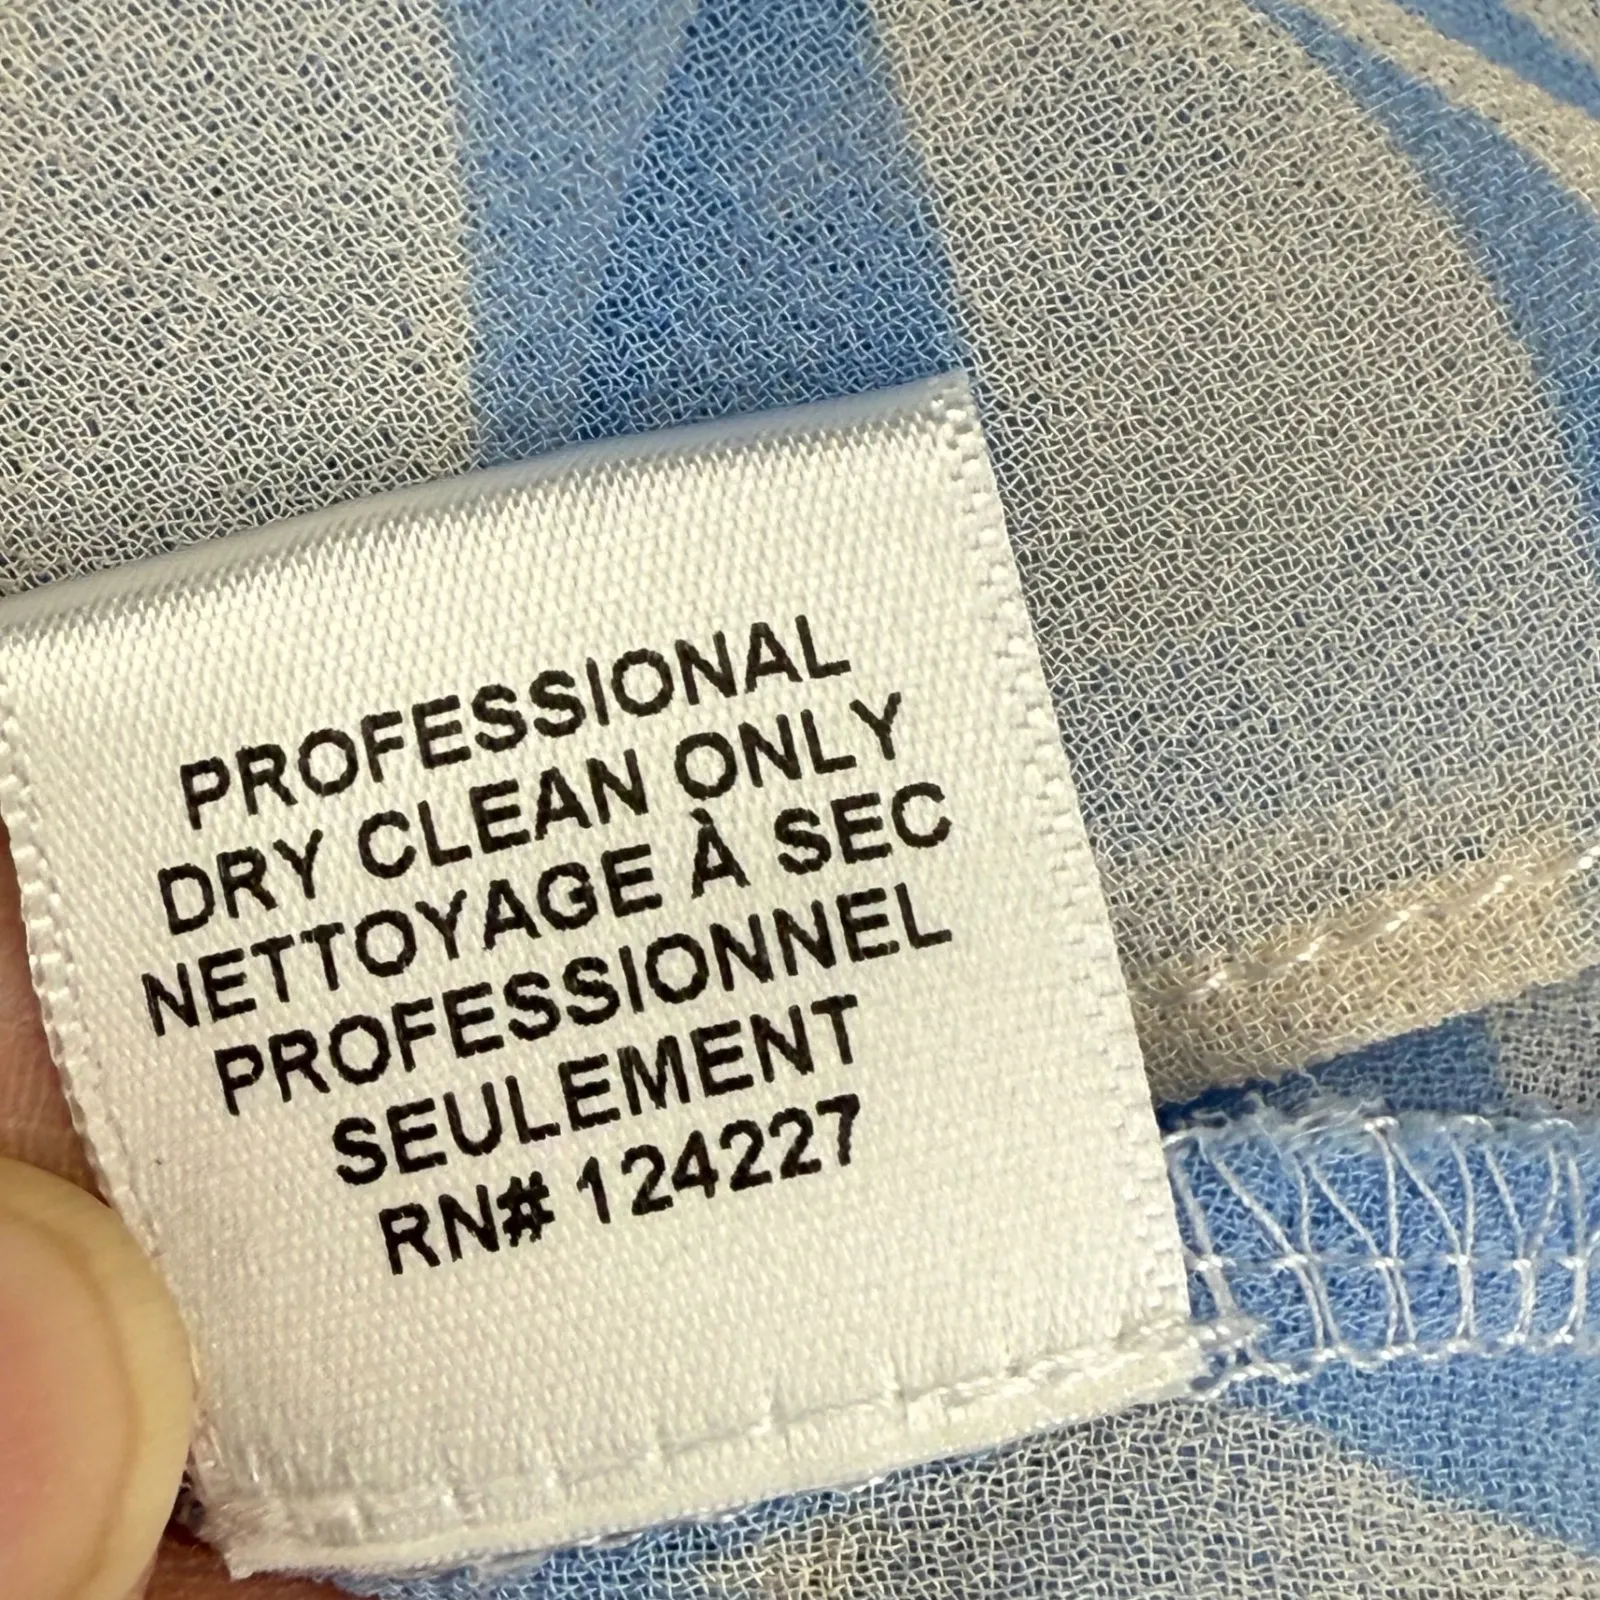 PROFESSIONAL
DRY CLEAN ONLY
NETTOYAGE À SEC
PROFESSIONNEL
SEULEMENT
RN# 124227